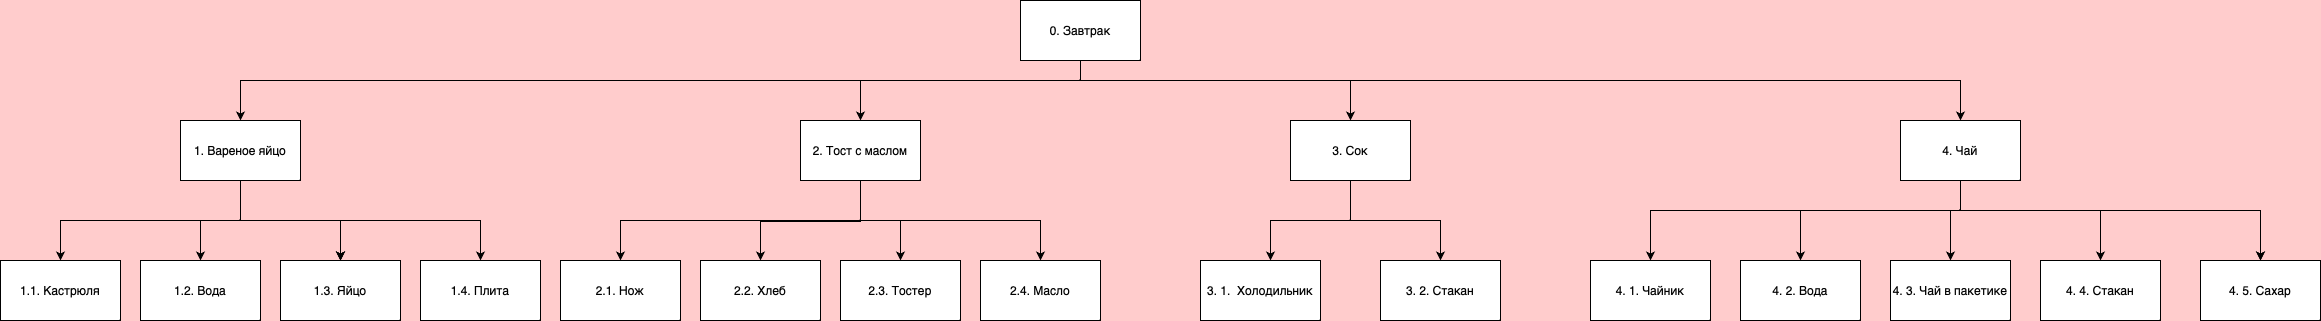 0. Завтрак
1. Вареное яйцо
2. Тост с маслом
3. Сок
4. Чай
1.1. Кастрюля
1.2. Вода
1.3. Яйцо
1.4. Плита
2.1. Нож
2.2. Хлеб
2.3. Тостер
2.4. Масло
3. 1. Холодильник
3. 2. Стакан
4. 1. Чайник
4. 2. Вода
4. 3. Чай в пакетике
4. 4. Стакан
4. 5. Сахар